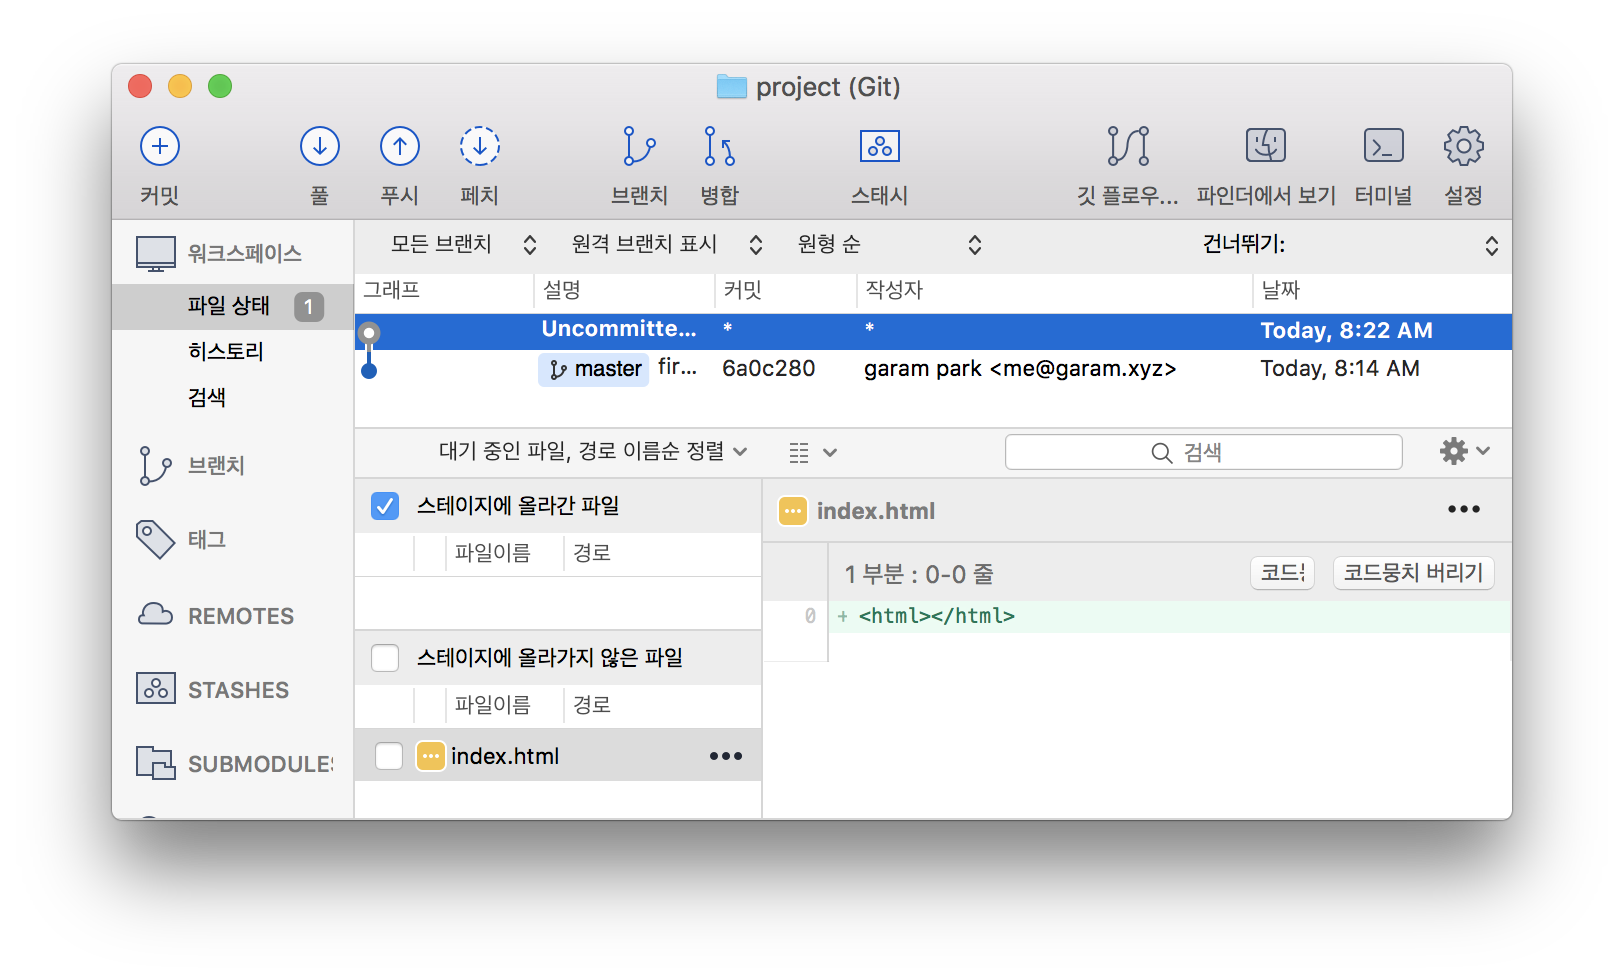 project (Git)
커밋
풀
푸시
페치
브랜치
병합
스태시
깃 플로우...
파인더에서 보기
터미널
설정
워크스페이스
파일 상태 1
히스토리
검색
브랜치
태그
REMOTES
STASHES
SUBMODULES
모든 브랜치
원격 브랜치 표시
원형 순
건너뛰기:
그래프 설명 커밋 작성자 날짜
Uncommitte... * * Today, 8:22 AM
master fir... 6a0c280 garam park <me@garam.xyz> Today, 8:14 AM
대기 중인 파일, 경로 이름순 정렬
검색
스테이지에 올라간 파일
파일이름 경로
스테이지에 올라가지 않은 파일
파일이름 경로
index.html
index.html
1 부분 : 0-0 줄
코드뭉치 버리기
0 + <html></html>